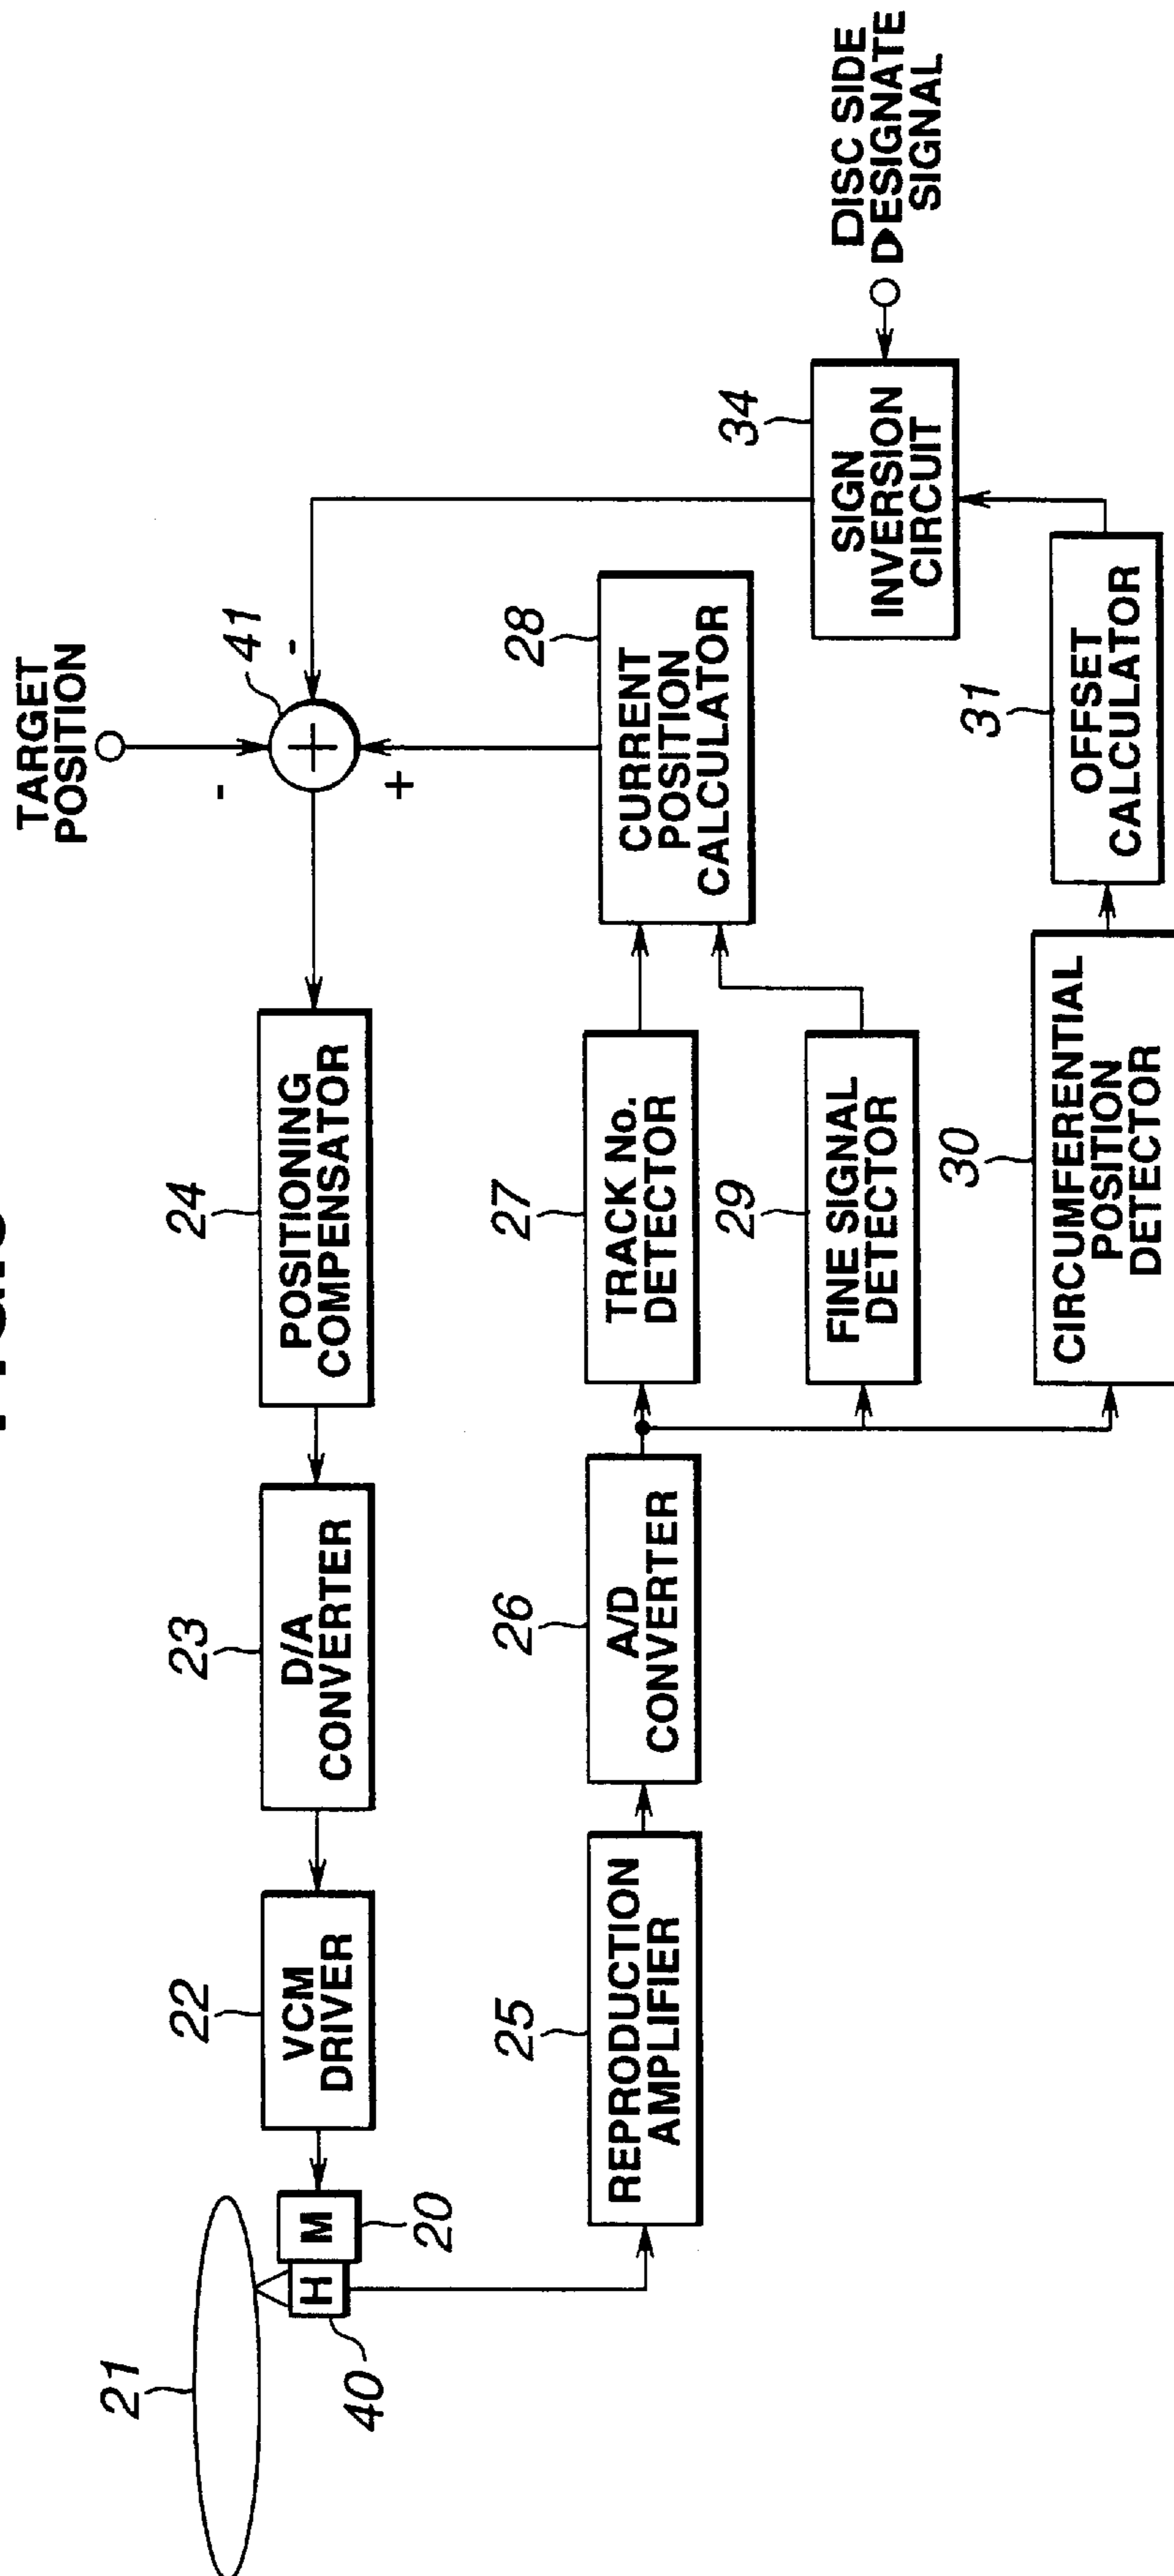 TARGET
POSITION
41
-
-
+
24
POSITIONING
COMPENSATOR
23
D/A
CONVERTER
22
VCM
DRIVER
21
M
H
20
40
25
REPRODUCTION
AMPLIFIER
26
A/D
CONVERTER
27
TRACK No.
DETECTOR
28
CURRENT
POSITION
CALCULATOR
29
FINE SIGNAL
DETECTOR
30
CIRCUMFERENTIAL
POSITION
DETECTOR
31
OFFSET
CALCULATOR
34
SIGN
INVERSION
CIRCUIT
DISC SIDE
DESIGNATE
SIGNAL